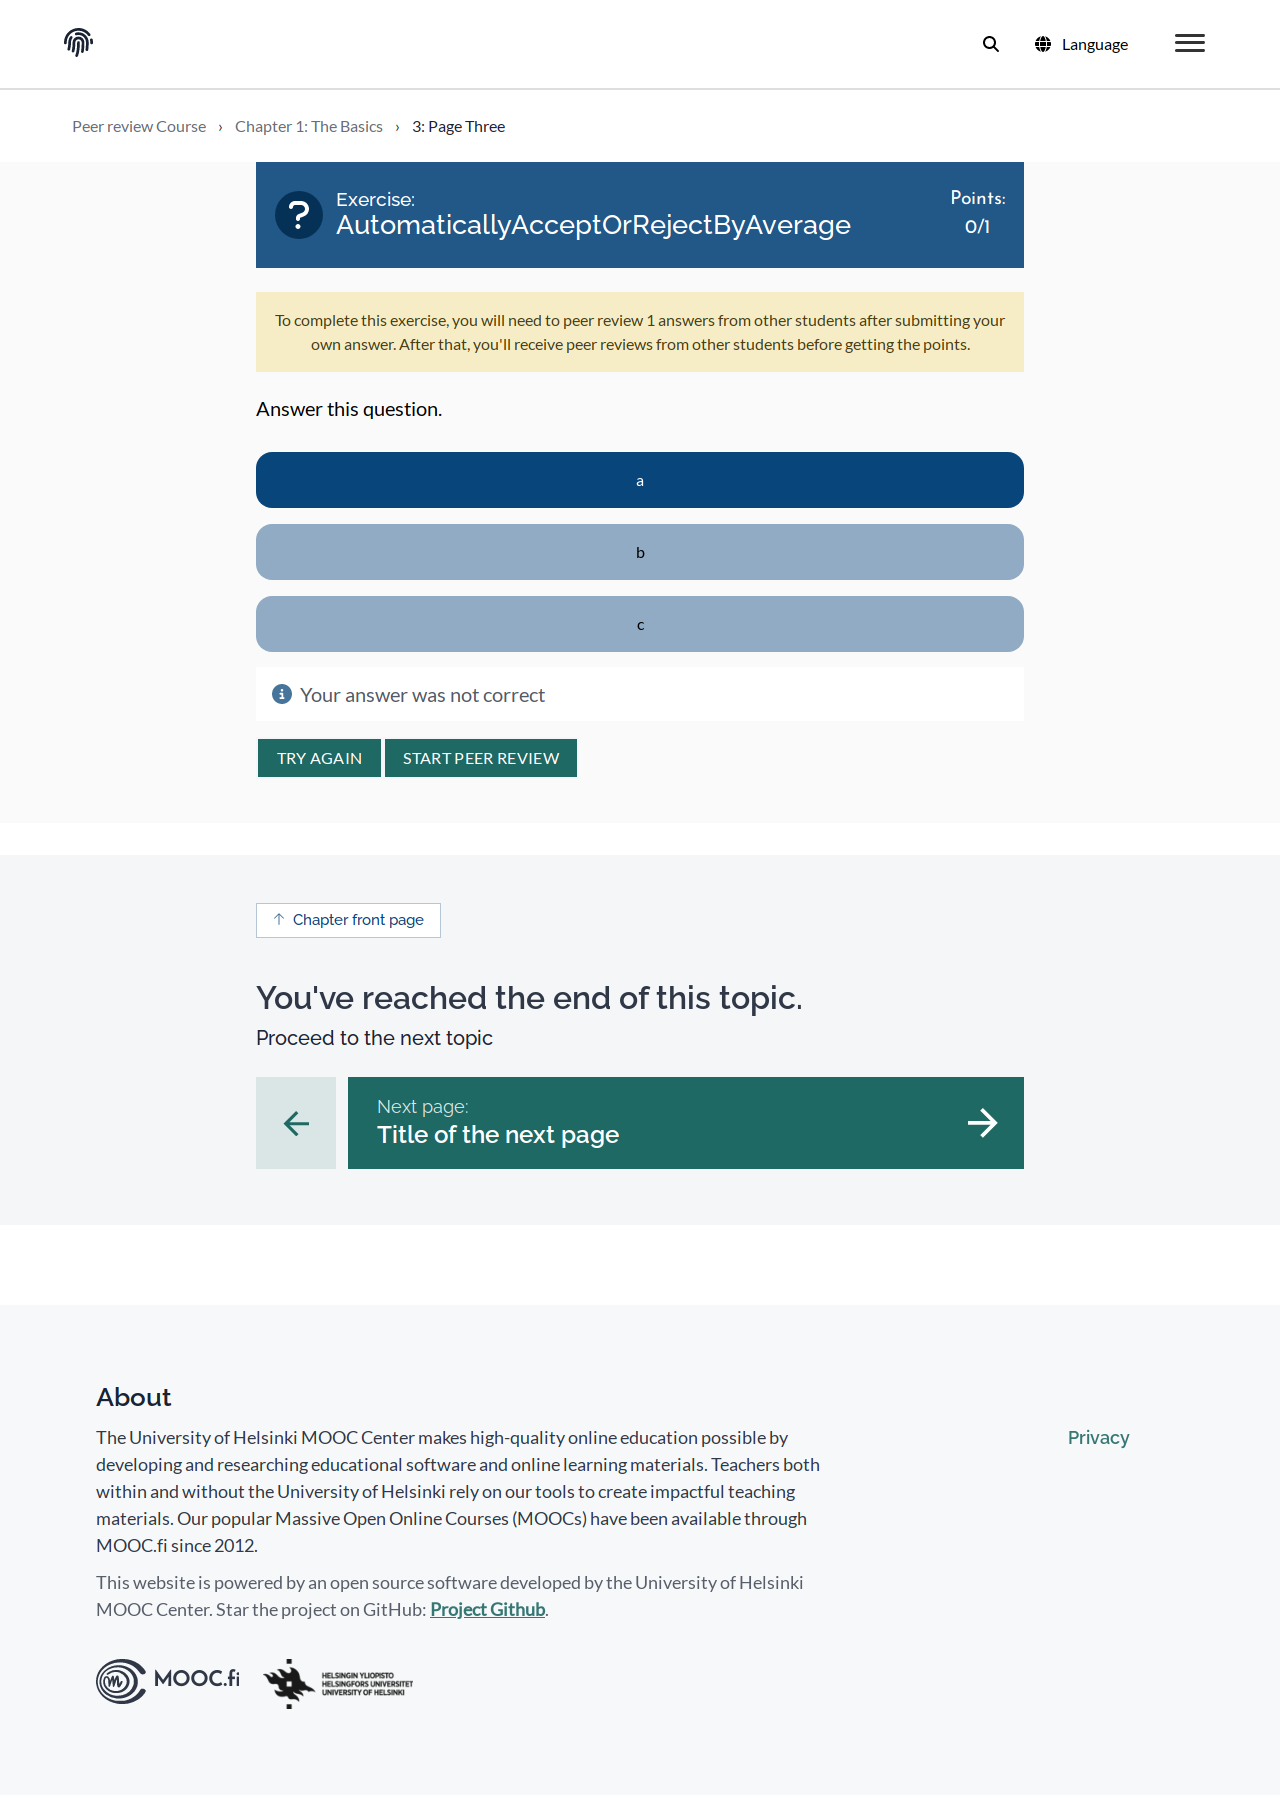 Language
Peer review Course › Chapter 1: The Basics › 3: Page Three
Exercise:
AutomaticallyAcceptOrRejectByAverage
Points:
0/1
To complete this exercise, you will need to peer review 1 answers from other students after submitting your
own answer. After that, you'll receive peer reviews from other students before getting the points.
Answer this question.
a
b
c
Your answer was not correct
TRY AGAIN START PEER REVIEW
Chapter front page
You've reached the end of this topic.
Proceed to the next topic
Next page:
Title of the next page
About
The University of Helsinki MOOC Center makes high-quality online education possible by
developing and researching educational software and online learning materials. Teachers both
within and without the University of Helsinki rely on our tools to create impactful teaching
materials. Our popular Massive Open Online Courses (MOOCs) have been available through
MOOC.fi since 2012.
Privacy
This website is powered by an open source software developed by the University of Helsinki
MOOC Center. Star the project on GitHub: Project Github.
MOOC.fi
HELSINGIN YLIOPISTO
HELSINGFORS UNIVERSITET
UNIVERSITY OF HELSINKI